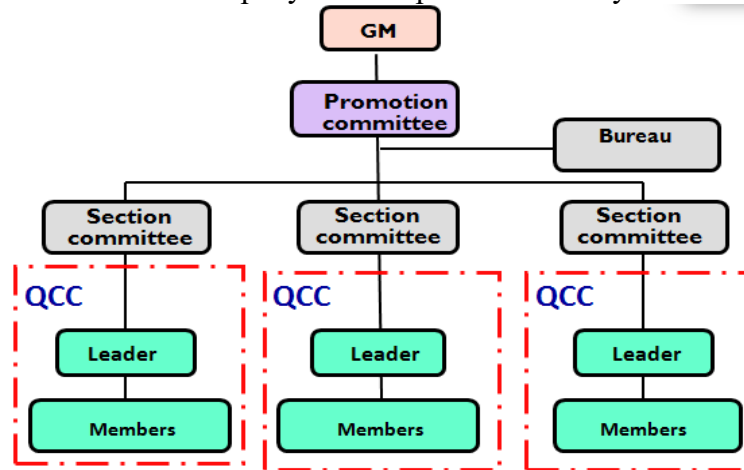 GM
Promotion
committee
Bureau
Section
committee
Section
committee
Section
committee
QCC
QCC
QCC
Leader
Leader
Leader
Members
Members
Members